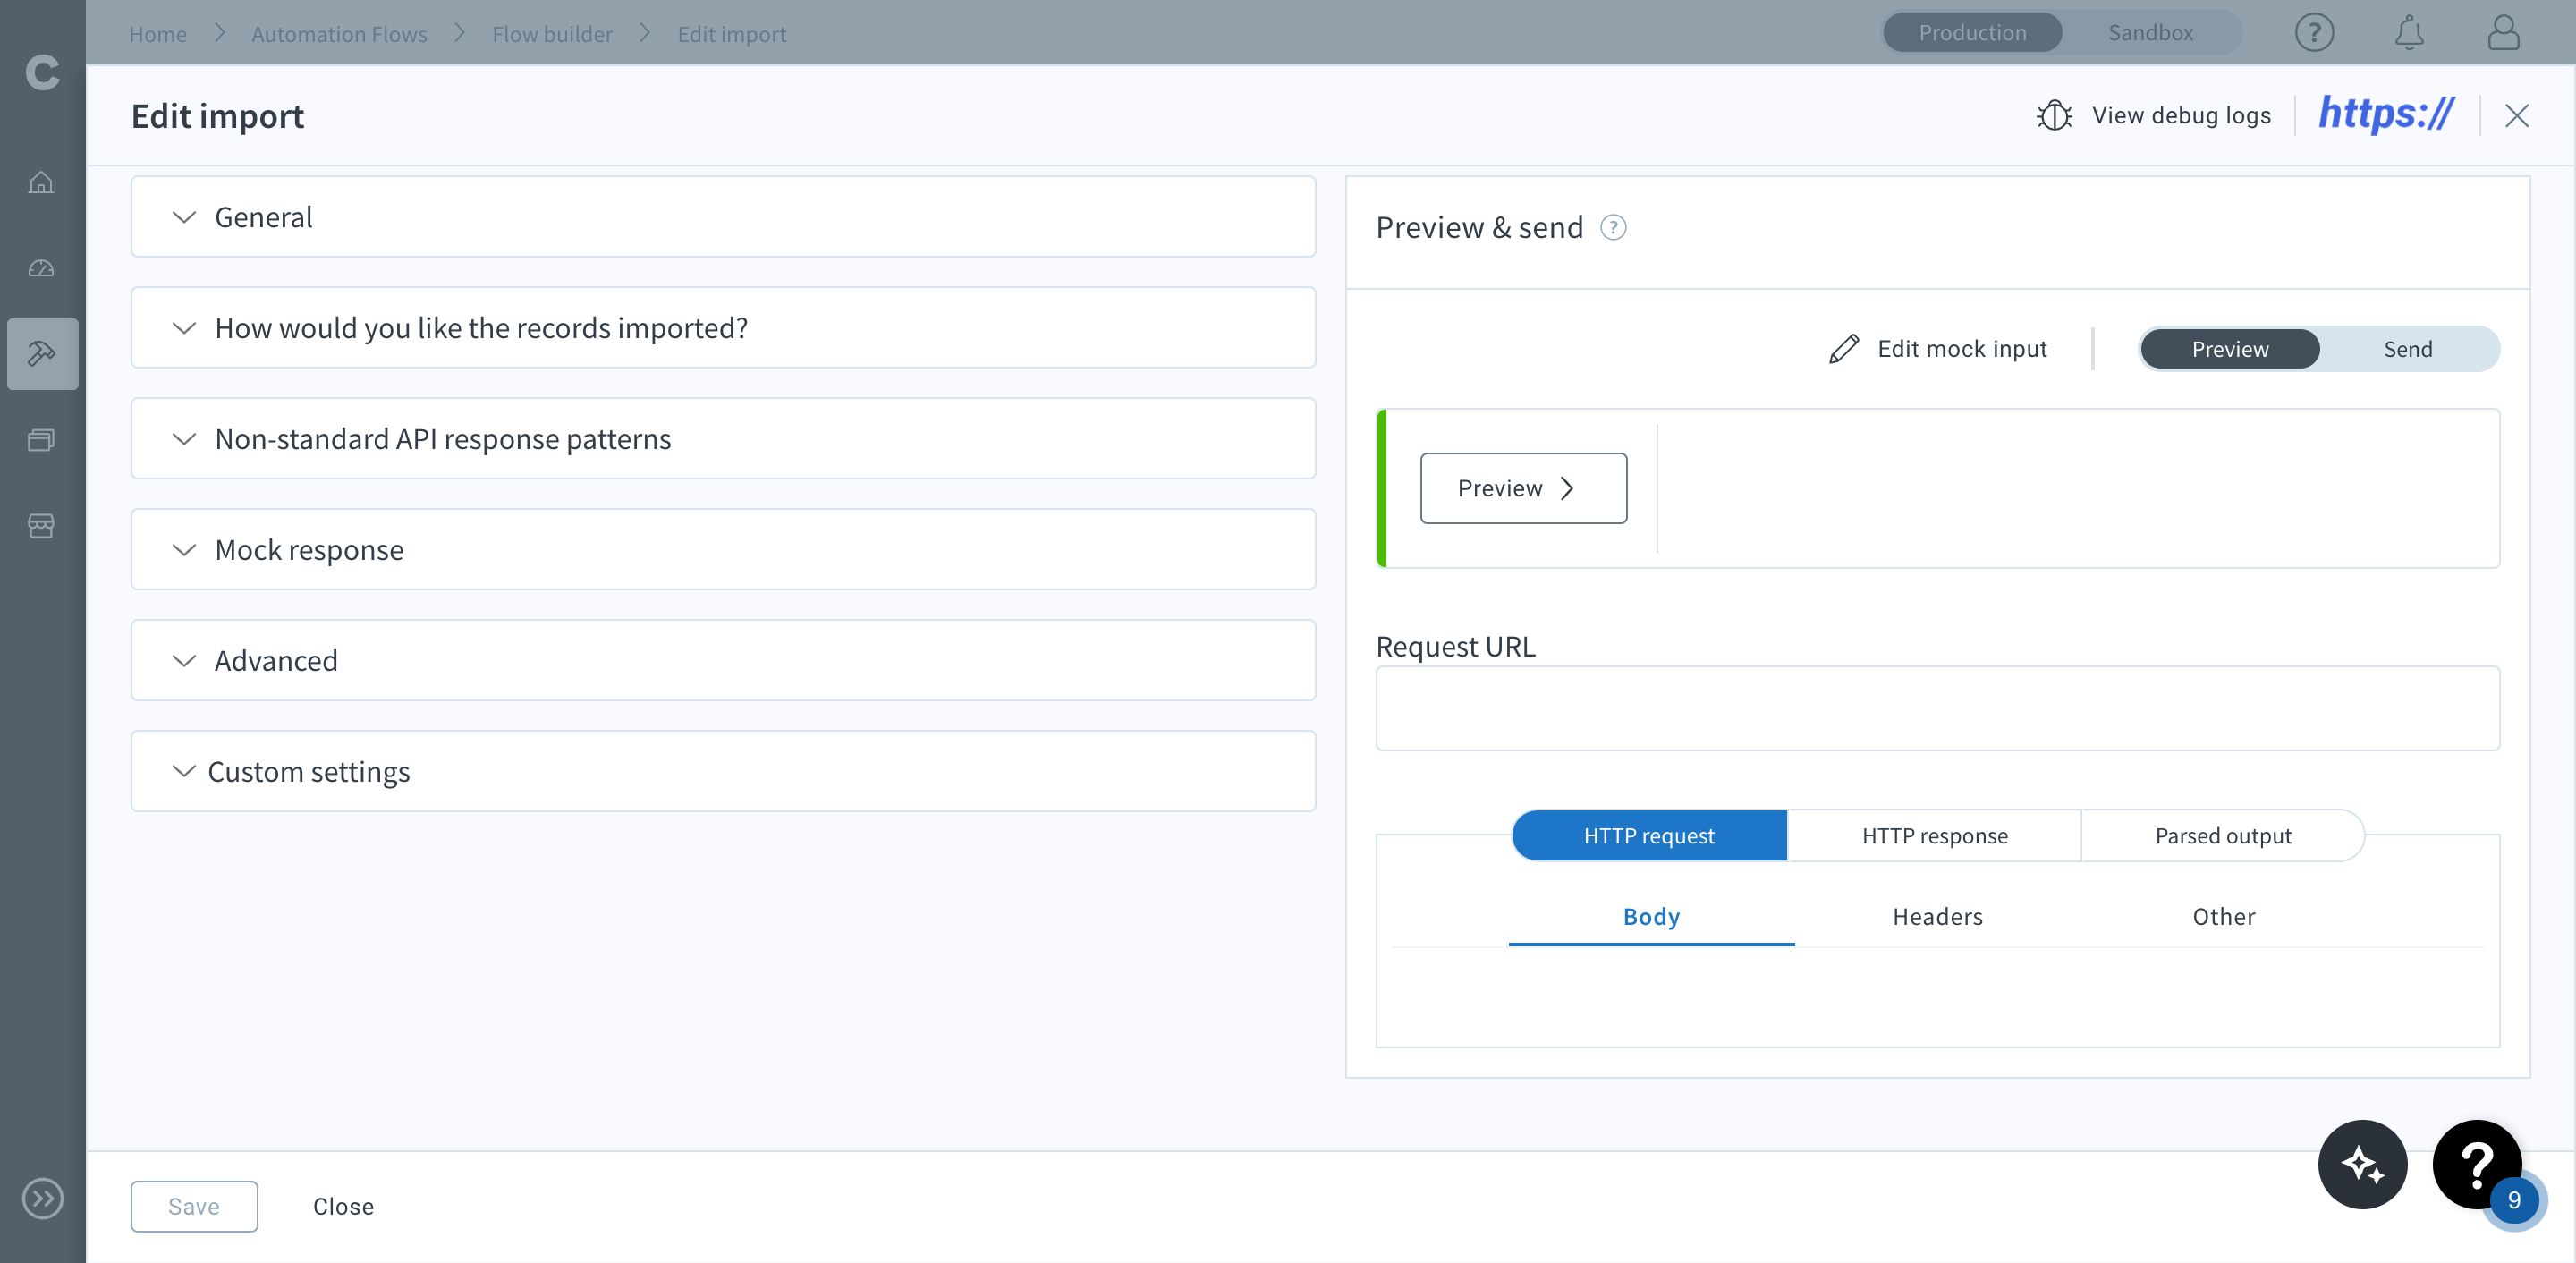 Home Automation Flows Flow builder Edit import Production Sandbox ?
C
Edit import View debug logs https://
General
How would you like the records imported?
Non-standard API response patterns
Mock response
Advanced
Custom settings
Preview & send ?
Edit mock input Preview Send
Preview
Request URL
HTTP request HTTP response Parsed output
Body Headers Other
Save Close
? 9